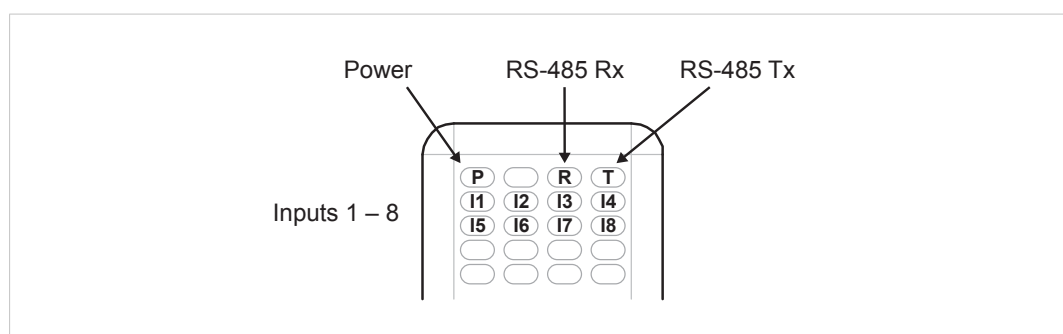 Power RS-485 Rx RS-485 Tx
P R T
I1 I2 I3 I4
Inputs 1 – 8
I5 I6 I7 I8